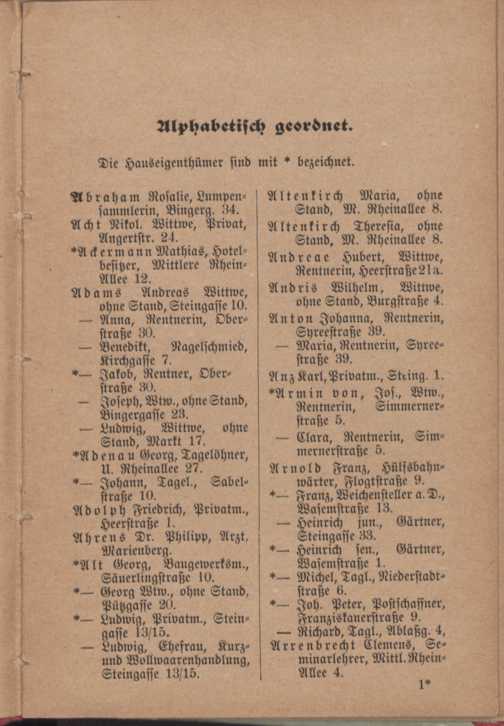 Alphabetisch geordnet.
Die Hauseigenthümer sind mit * bezeichnet.
Abraham Rosalie, Lumpen-
sammlerin, Bingerg. 34.
Acht Nikol. Wittwe, Privat,
Angertstr. 24.
*Ackermann Mathias, Hotel-
besitzer, Mittlere Rhein-
Allee 12.
Adams Andreas Wittwe,
ohne Stand, Steingasse 10.
— Anna, Rentnerin, Ober-
straße 30.
— Benedikt, Nagelschmied,
Kirchgasse 7.
*— Jakob, Rentner, Ober-
straße 30.
— Joseph, Wtw., ohne Stand,
Bingergasse 23.
— Ludwig, Wittwe, ohne
Stand, Markt 17.
*Adenau Georg, Tagelöhner,
U. Rheinallee 27.
*— Johann, Tagel., Sabel-
straße 10.
Adolph Friedrich, Privatm.,
Heerstraße 1.
Ahrens Dr. Philipp, Arzt,
Marienberg.
*Alt Georg, Baugewerksm.,
Säuerlingstraße 10.
*— Georg Wtw., ohne Stand,
Pützgasse 20.
*— Ludwig, Privatm., Stein-
gasse 13/15.
— Ludwig, Ehefrau, Kurz-
und Wollwaarenhandlung,
Steingasse 13/15.
Altenkirch Maria, ohne
Stand, M. Rheinallee 8.
Altenkirch Theresia, ohne
Stand, M. Rheinallee 8.
Andreae Hubert, Wittwe,
Rentnerin, Heerstraße 21a.
Andris Wilhelm, Wittwe,
ohne Stand, Burgstraße 4.
Anton Johanna, Rentnerin,
Syreestraße 39.
— Maria, Rentnerin, Syree-
straße 39.
Anz Karl, Privatm., Steing. 1.
*Armin von, Jos., Wtw.,
Rentnerin, Simmerner-
straße 5.
— Clara, Rentnerin, Sim-
mernerstraße 5.
Arnold Franz, Hülfsbahn-
wärter, Flogtstraße 9.
*— Franz, Weichensteller a. D.,
Wasemstraße 13.
— Heinrich jun., Gärtner,
Steingasse 33.
*— Heinrich sen., Gärtner,
Wasemstraße 1.
*— Michel, Tagl., Niederstadt-
straße 6.
*— Joh. Peter, Postschaffner,
Franziskanerstraße 9.
— Richard, Tagl., Ablaßg. 4,
Arrenbrecht Clemens, Se-
minarlehrer, Mittl. Rhein-
Allee 4.
1*